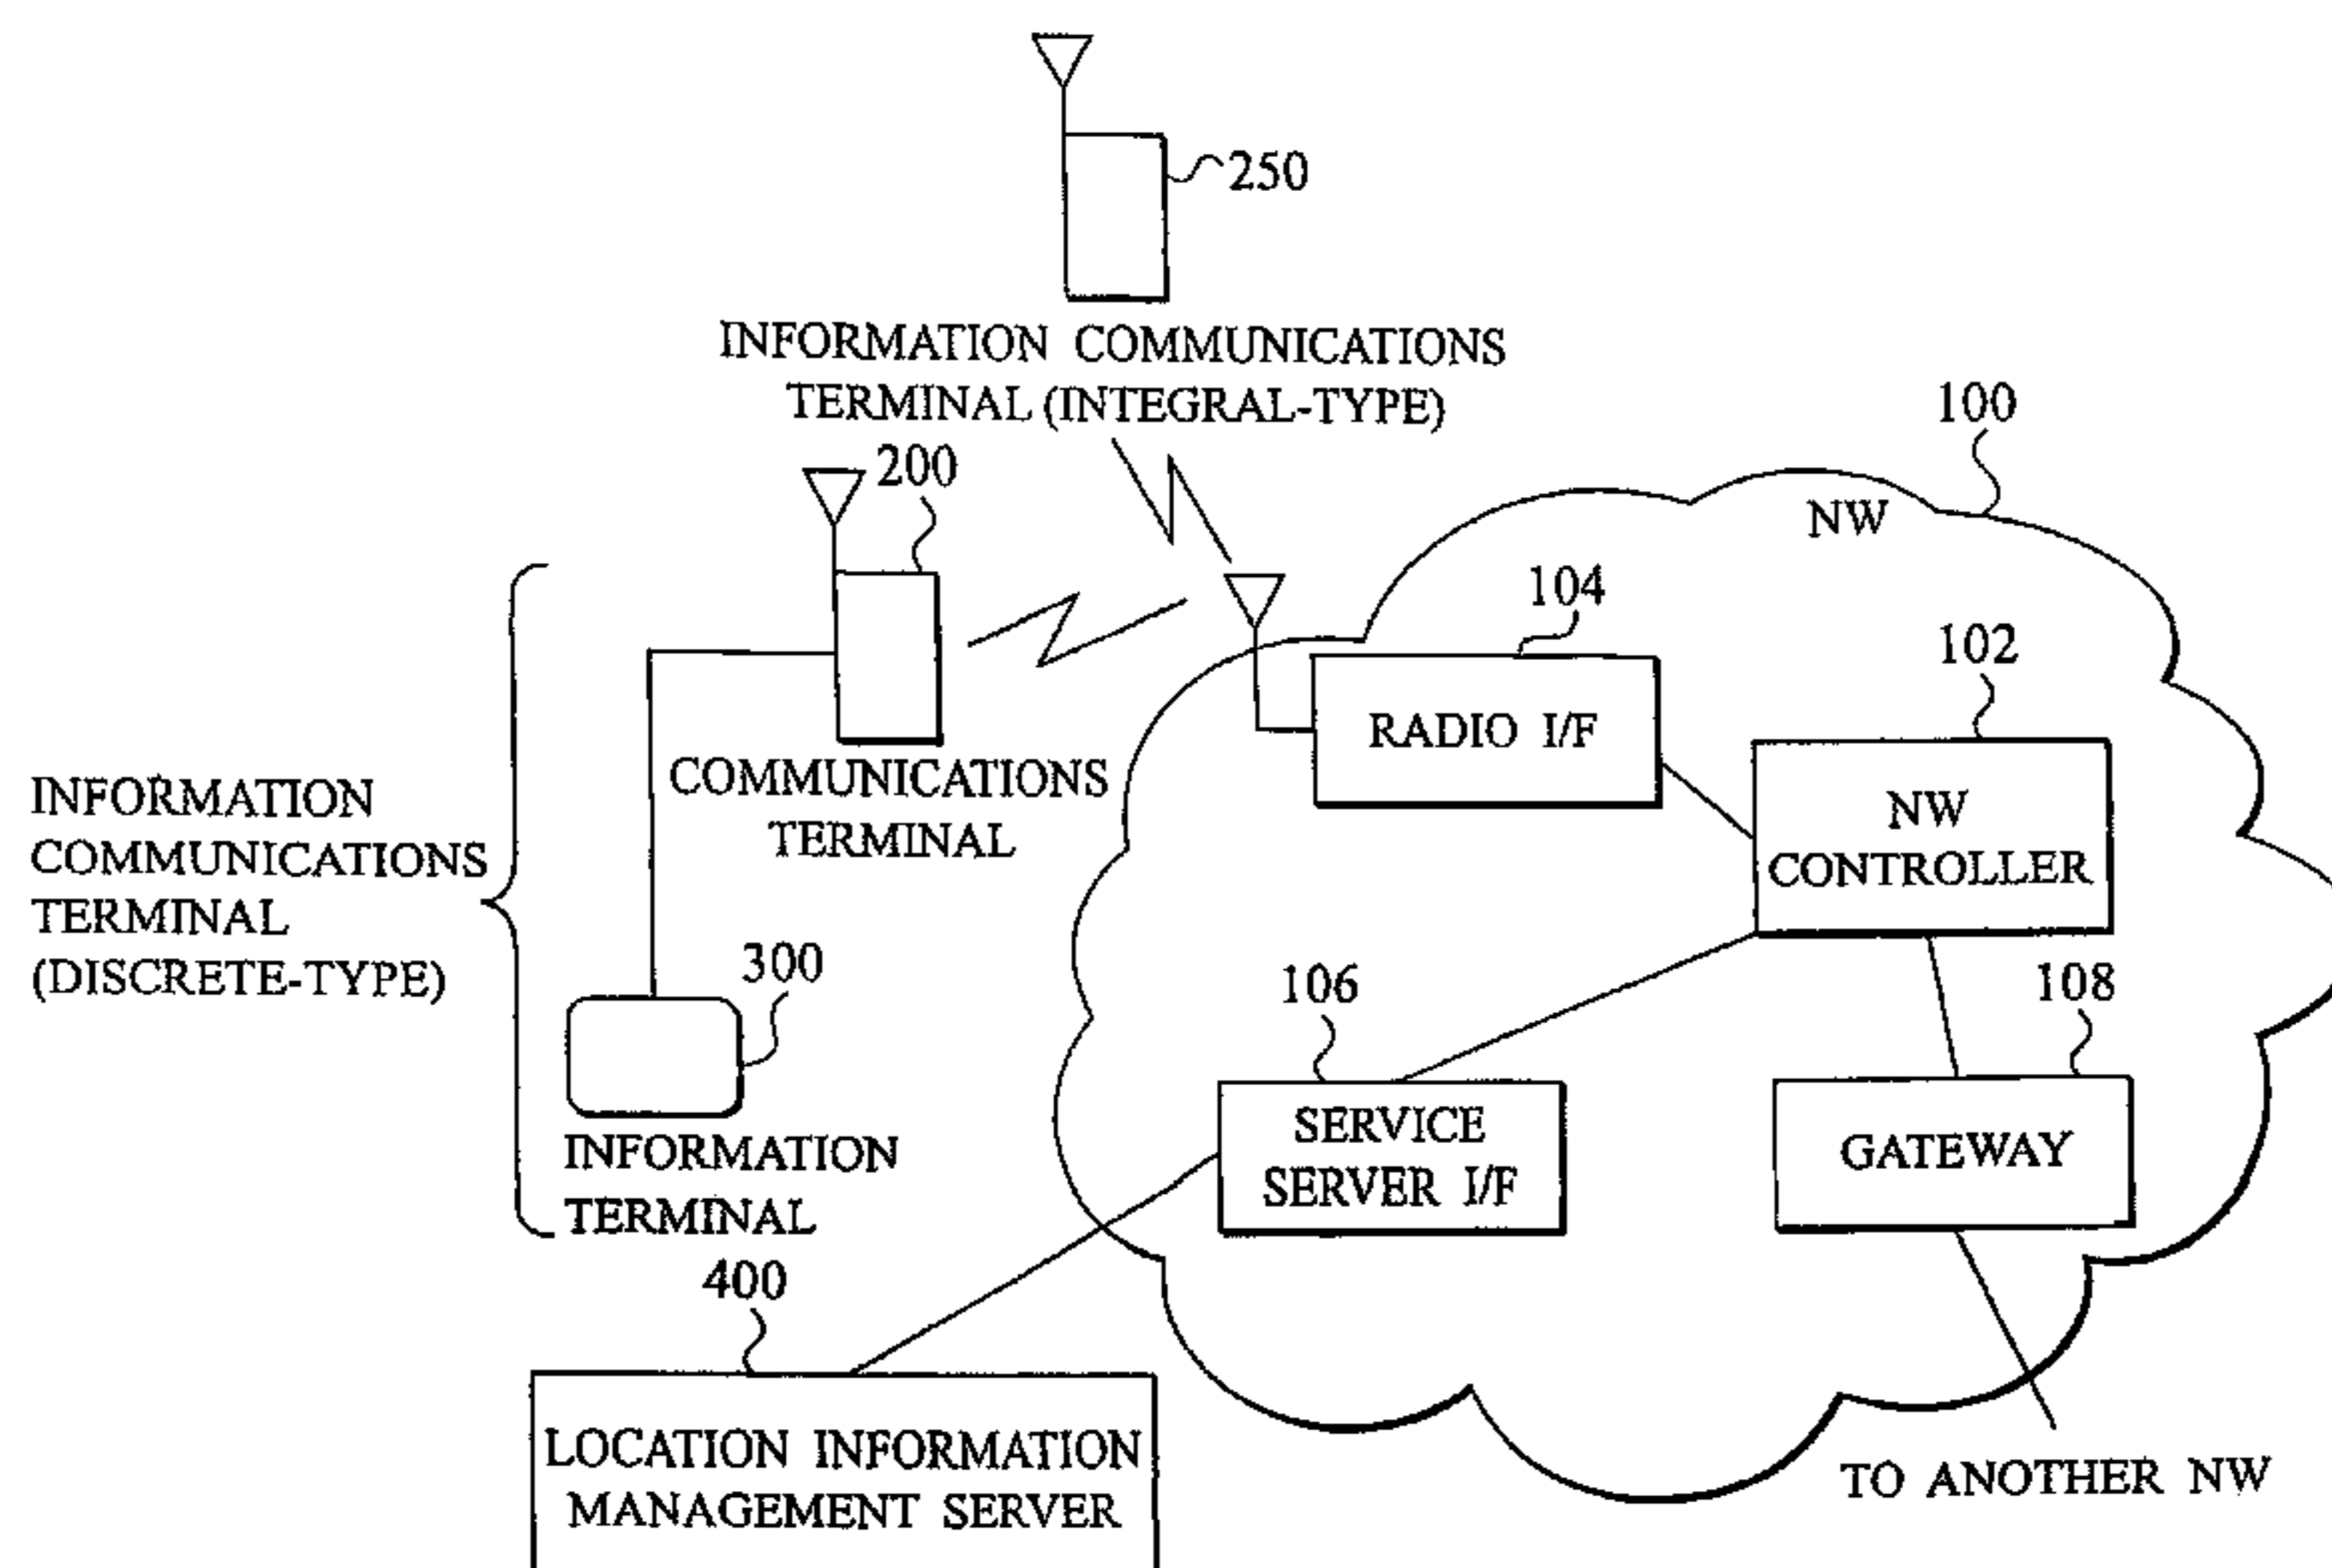 250
INFORMATION COMMUNICATIONS
TERMINAL (INTEGRAL-TYPE)
100
NW
200
104
102
RADIO I/F
NW
CONTROLLER
COMMUNICATIONS
TERMINAL
INFORMATION
COMMUNICATIONS
TERMINAL
(DISCRETE-TYPE)
300
106
108
SERVICE
SERVER I/F
GATEWAY
INFORMATION
TERMINAL
400
LOCATION INFORMATION
MANAGEMENT SERVER
TO ANOTHER NW